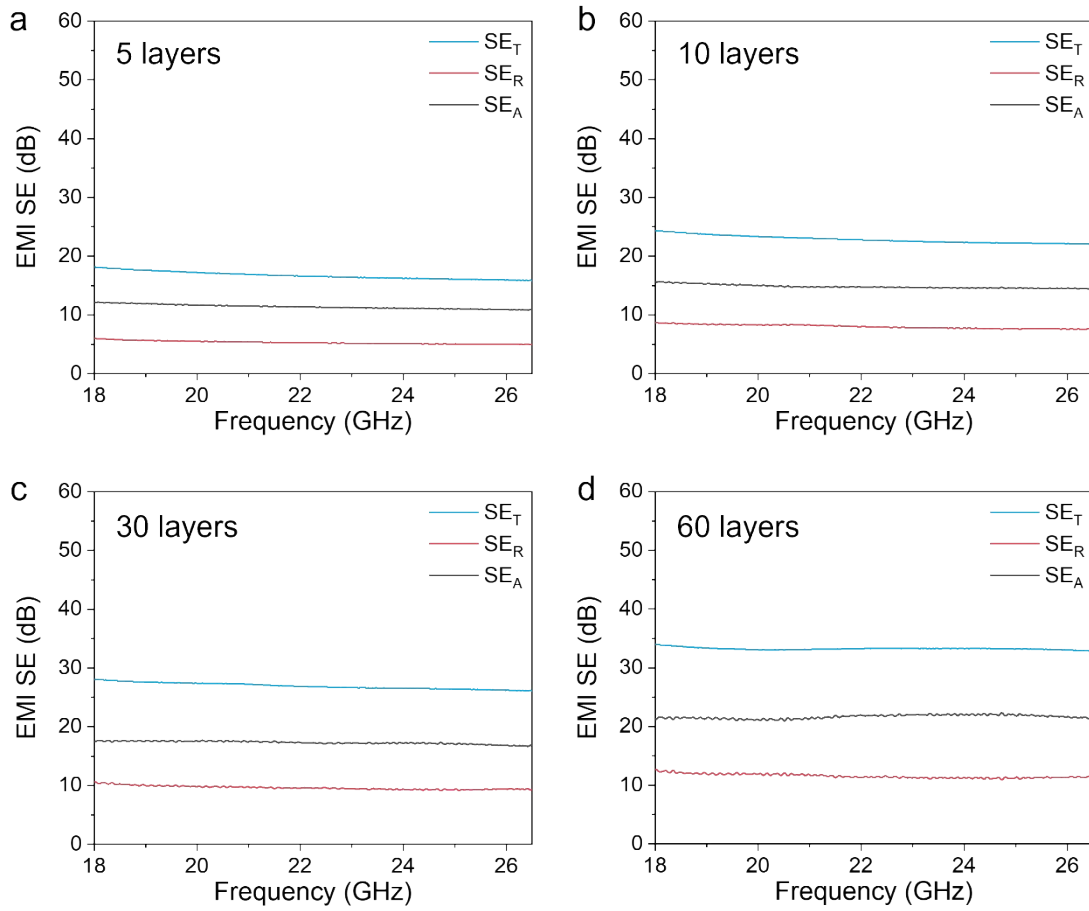 a
5 layers
SE_T
SE_R
SE_A
EMI SE (dB)
60
50
40
30
20
10
0
18
20
22
24
26
Frequency (GHz)
b
10 layers
SE_T
SE_R
SE_A
EMI SE (dB)
60
50
40
30
20
10
0
18
20
22
24
26
Frequency (GHz)
c
30 layers
SE_T
SE_R
SE_A
EMI SE (dB)
60
50
40
30
20
10
0
18
20
22
24
26
Frequency (GHz)
d
60 layers
SE_T
SE_R
SE_A
EMI SE (dB)
60
50
40
30
20
10
0
18
20
22
24
26
Frequency (GHz)